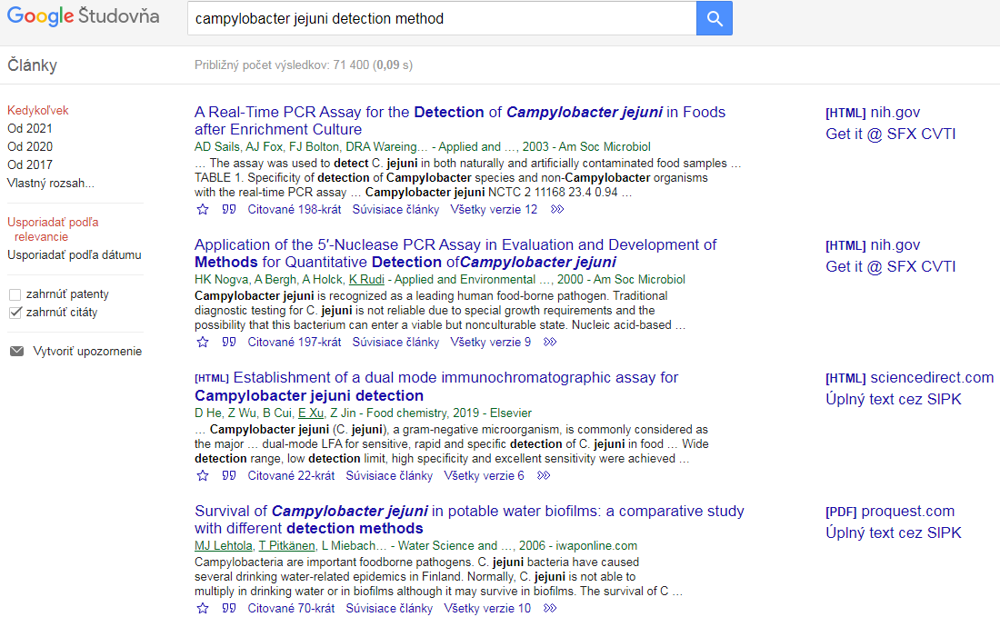 Google Študovňa
campylobacter jejuni detection method
Články
Približný počet výsledkov: 71 400 (0,09 s)
Kedykoľvek
Od 2021
Od 2020
Od 2017
Vlastný rozsah...
Usporiadať podľa
relevancie
Usporiadať podľa dátumu
zahrnúť patenty
zahrnúť citáty
Vytvoriť upozornenie
A Real-Time PCR Assay for the Detection of Campylobacter jejuni in Foods
after Enrichment Culture
AD Sails, AJ Fox, FJ Bolton, DRA Wareing... - Applied and …, 2003 - Am Soc Microbiol
… The assay was used to detect C. jejuni in both naturally and artificially contaminated food samples …
TABLE 1. Specificity of detection of Campylobacter species and non-Campylobacter organisms
with the real-time PCR assay … Campylobacter jejuni NCTC 2 11168 23.4 0.94 …
Citované 198-krát Súvisiace články Všetky verzie 12
[HTML] nih.gov
Get it @ SFX CVTI
Application of the 5′-Nuclease PCR Assay in Evaluation and Development of
Methods for Quantitative Detection ofCampylobacter jejuni
HK Nogva, A Bergh, A Holck, K Rudi - Applied and Environmental …, 2000 - Am Soc Microbiol
Campylobacter jejuni is recognized as a leading human food-borne pathogen. Traditional
diagnostic testing for C. jejuni is not reliable due to special growth requirements and the
possibility that this bacterium can enter a viable but nonculturable state. Nucleic acid-based …
Citované 197-krát Súvisiace články Všetky verzie 9
[HTML] nih.gov
Get it @ SFX CVTI
[HTML] Establishment of a dual mode immunochromatographic assay for
Campylobacter jejuni detection
D He, Z Wu, B Cui, E Xu, Z Jin - Food chemistry, 2019 - Elsevier
… Campylobacter jejuni (C. jejuni), a gram-negative microorganism, is commonly considered as
the major … dual-mode LFA for sensitive, rapid and specific detection of C. jejuni in food … Wide
detection range, low detection limit, high specificity and excellent sensitivity were achieved …
Citované 22-krát Súvisiace články Všetky verzie 6
[HTML] sciencedirect.com
Úplný text cez SIPK
Survival of Campylobacter jejuni in potable water biofilms: a comparative study
with different detection methods
MJ Lehtola, T Pitkänen, L Miebach... - Water Science and …, 2006 - iwaponline.com
Campylobacteria are important foodborne pathogens. C. jejuni bacteria have caused
several drinking water-related epidemics in Finland. Normally, C. jejuni is not able to
multiply in drinking water or in biofilms although it may survive in biofilms. The survival of C …
Citované 70-krát Súvisiace články Všetky verzie 10
[PDF] proquest.com
Úplný text cez SIPK